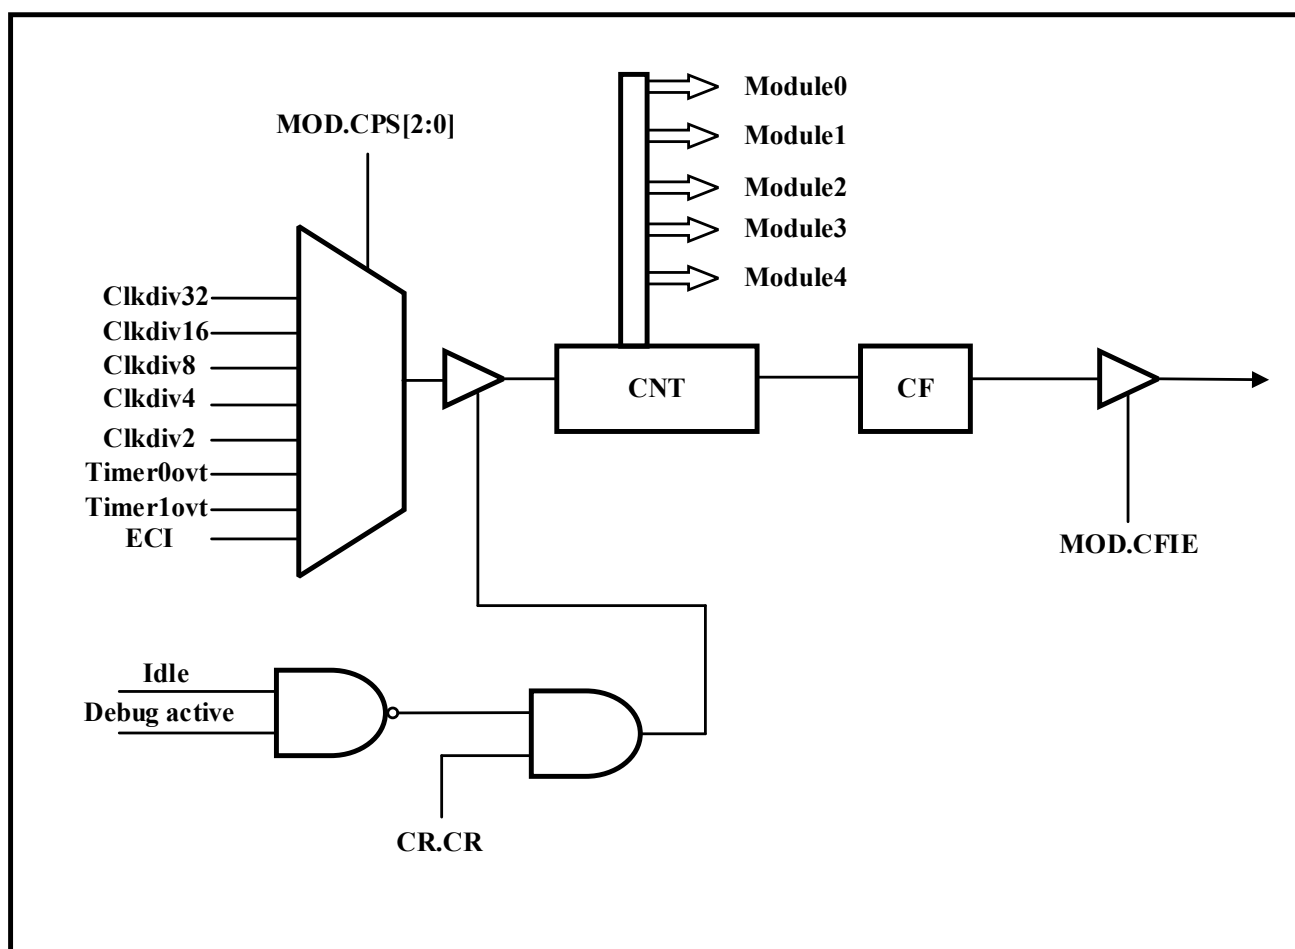 Module0
MOD.CPS[2:0]
Module1
Module2
Module3
Module4
Clkdiv32
Clkdiv16
Clkdiv8
Clkdiv4
Clkdiv2
Timer0ovt
Timer1ovt
ECI
CNT
CF
MOD.CFIE
Idle
Debug active
CR.CR